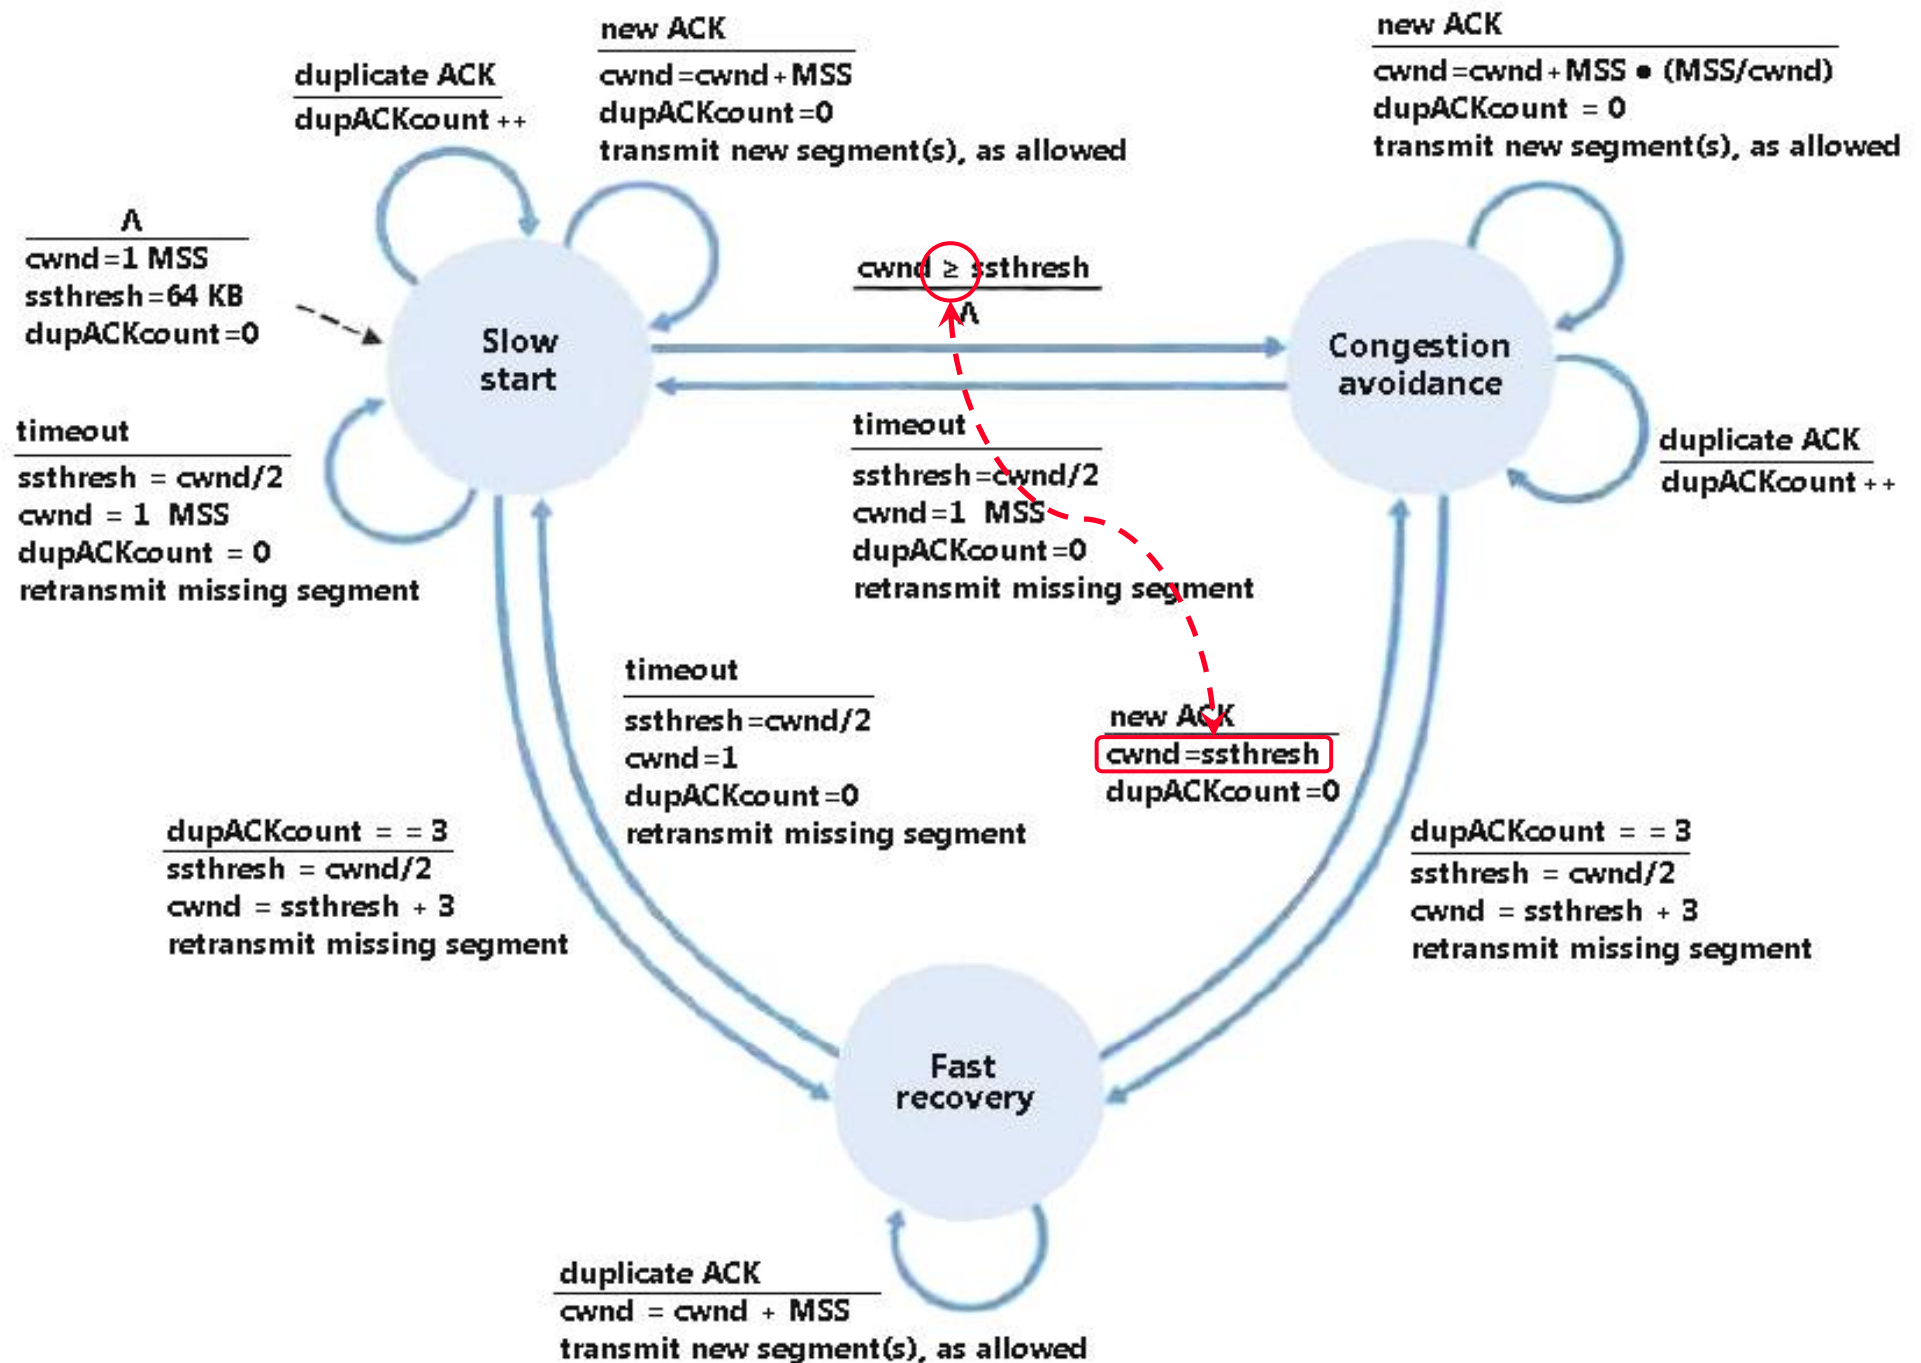 new ACK
cwnd=cwnd+MSS
dupACKcount=0
transmit new segment(s), as allowed
new ACK
cwnd=cwnd+MSS ● (MSS/cwnd)
dupACKcount = 0
transmit new segment(s), as allowed
duplicate ACK
dupACKcount++
Λ
cwnd=1 MSS
ssthresh=64 KB
dupACKcount=0
cwnd ≥ ssthresh
Λ
Slow
start
Congestion
avoidance
timeout
ssthresh = cwnd/2
cwnd = 1 MSS
dupACKcount = 0
retransmit missing segment
timeout
ssthresh=cwnd/2
cwnd=1 MSS
dupACKcount=0
retransmit missing segment
duplicate ACK
dupACKcount++
timeout
ssthresh=cwnd/2
cwnd=1
dupACKcount=0
retransmit missing segment
new ACK
cwnd=ssthresh
dupACKcount=0
dupACKcount = = 3
ssthresh = cwnd/2
cwnd = ssthresh + 3
retransmit missing segment
dupACKcount = = 3
ssthresh = cwnd/2
cwnd = ssthresh + 3
retransmit missing segment
Fast
recovery
duplicate ACK
cwnd = cwnd + MSS
transmit new segment(s), as allowed